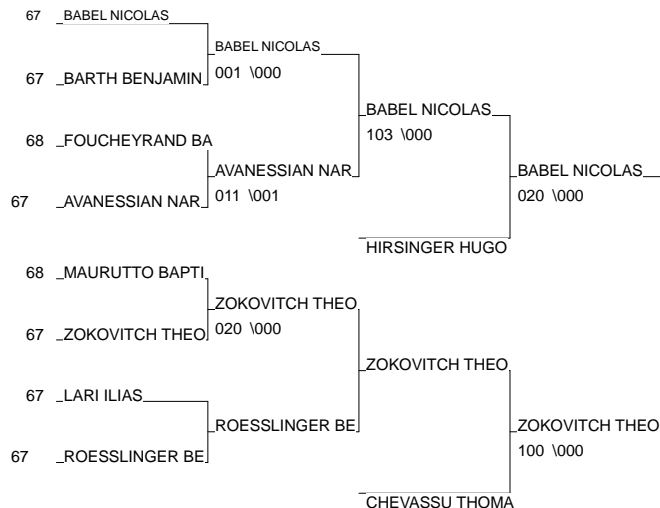 67 BABEL NICOLAS
BABEL NICOLAS
67 BARTH BENJAMIN
001 \000
BABEL NICOLAS
103 \000
68 FOUCHEYRAND BA
AVANESSIAN NAR
011 \001
67 AVANESSIAN NAR
BABEL NICOLAS
020 \000
HIRSINGER HUGO
68 MAURUTTO BAPTI
ZOKOVITCH THEO
020 \000
67 ZOKOVITCH THEO
ZOKOVITCH THEO
67 LARI ILIAS
ROESSLINGER BE
67 ROESSLINGER BE
ZOKOVITCH THEO
100 \000
CHEVASSU THOMA